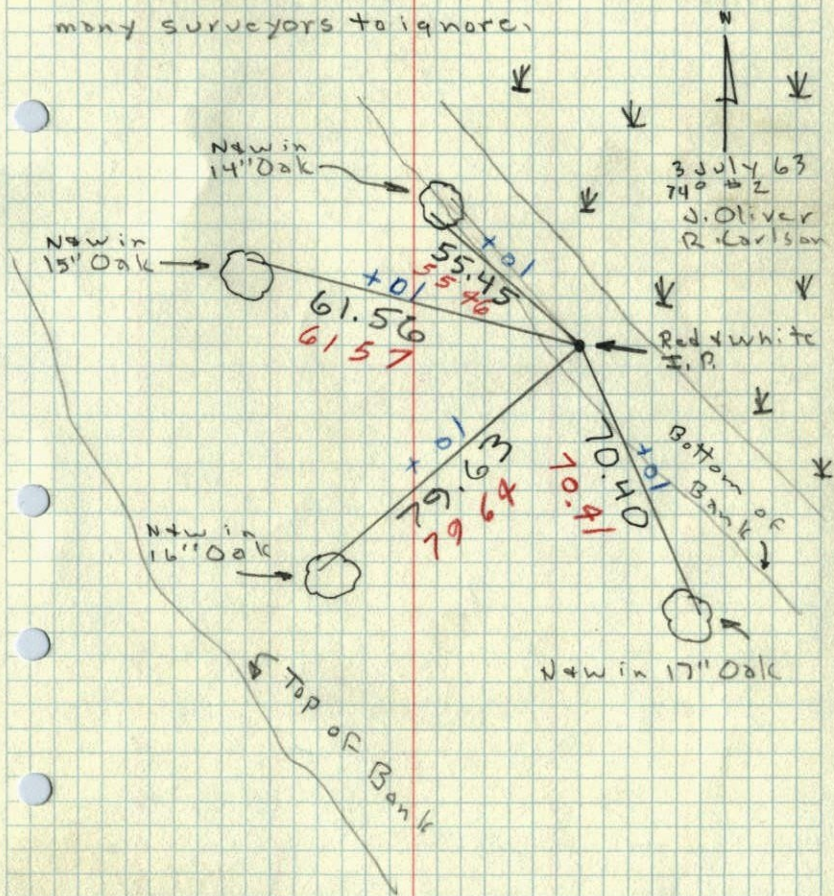 many surveyors to ignore.
N
3 July 63
74° #2
J. Oliver
R. Carlson
N&W in
14" Oak
N&W in
15" Oak
+01
55.45
55 46
+01
61.56
61 57
Red & white
I.P.
+01
79.63
79 64
+01
70.40
70.41
Bottom of
Bank
N&W in
16" Oak
N&W in 17" Oak
Top of Bank